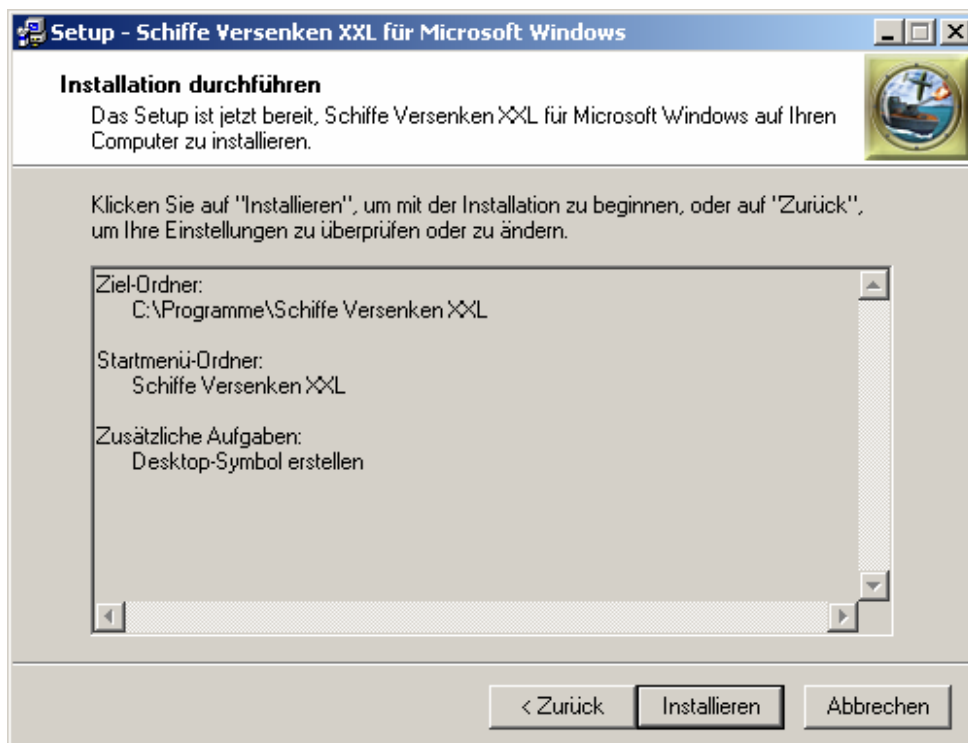 Setup - Schiffe Versenken XXL für Microsoft Windows
Installation durchführen
Das Setup ist jetzt bereit, Schiffe Versenken XXL für Microsoft Windows auf Ihren
Computer zu installieren.
Klicken Sie auf "Installieren", um mit der Installation zu beginnen, oder auf "Zurück",
um Ihre Einstellungen zu überprüfen oder zu ändern.
Ziel-Ordner:
C:\Programme\Schiffe Versenken XXL
Startmenü-Ordner:
Schiffe Versenken XXL
Zusätzliche Aufgaben:
Desktop-Symbol erstellen
< Zurück
Installieren
Abbrechen